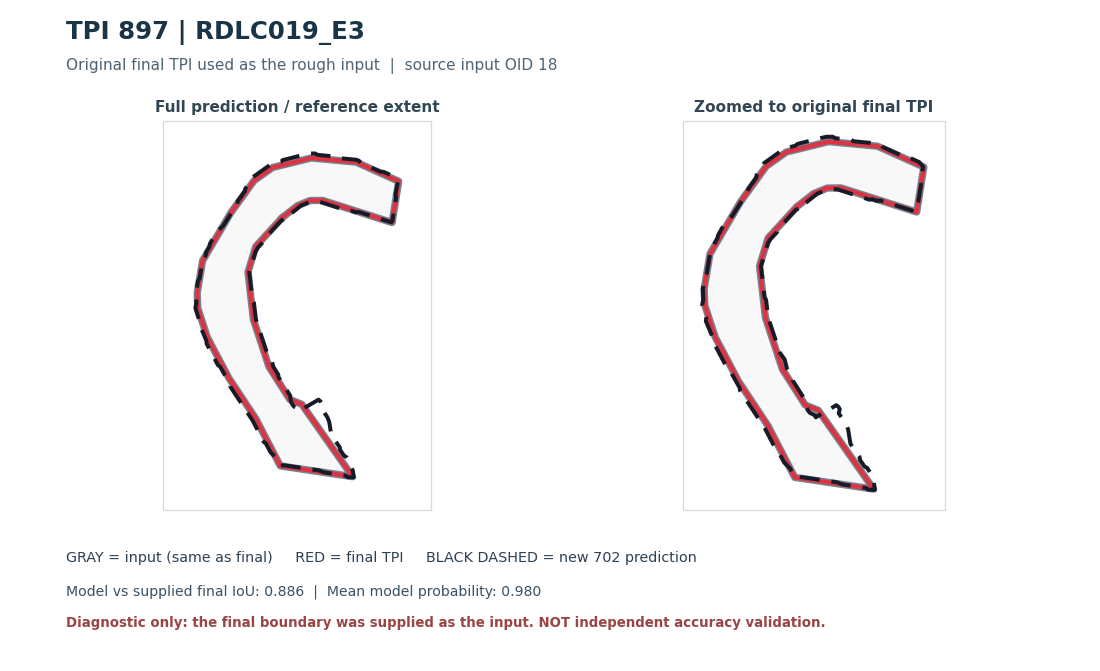 TPI 897 | RDLC019_E3
Original final TPI used as the rough input | source input OID 18
Full prediction / reference extent
Zoomed to original final TPI
GRAY = input (same as final) RED = final TPI BLACK DASHED = new 702 prediction
Model vs supplied final IoU: 0.886 | Mean model probability: 0.980
Diagnostic only: the final boundary was supplied as the input. NOT independent accuracy validation.